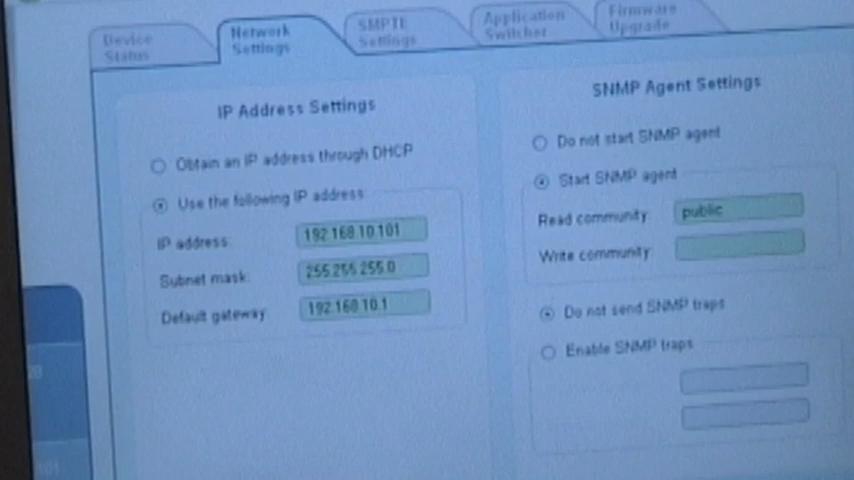 Device
Status
Network
Settings
SMPTE
Settings
Application
Switcher
Firmware
Upgrade
IP Address Settings
Obtain an IP address through DHCP
Use the following IP address
IP address:
192.168.10.101
Subnet mask:
255.255.255.0
Default gateway:
192.168.10.1
SNMP Agent Settings
Do not start SNMP agent
Start SNMP agent
Read community:
public
Write community:
Do not send SNMP traps
Enable SNMP traps